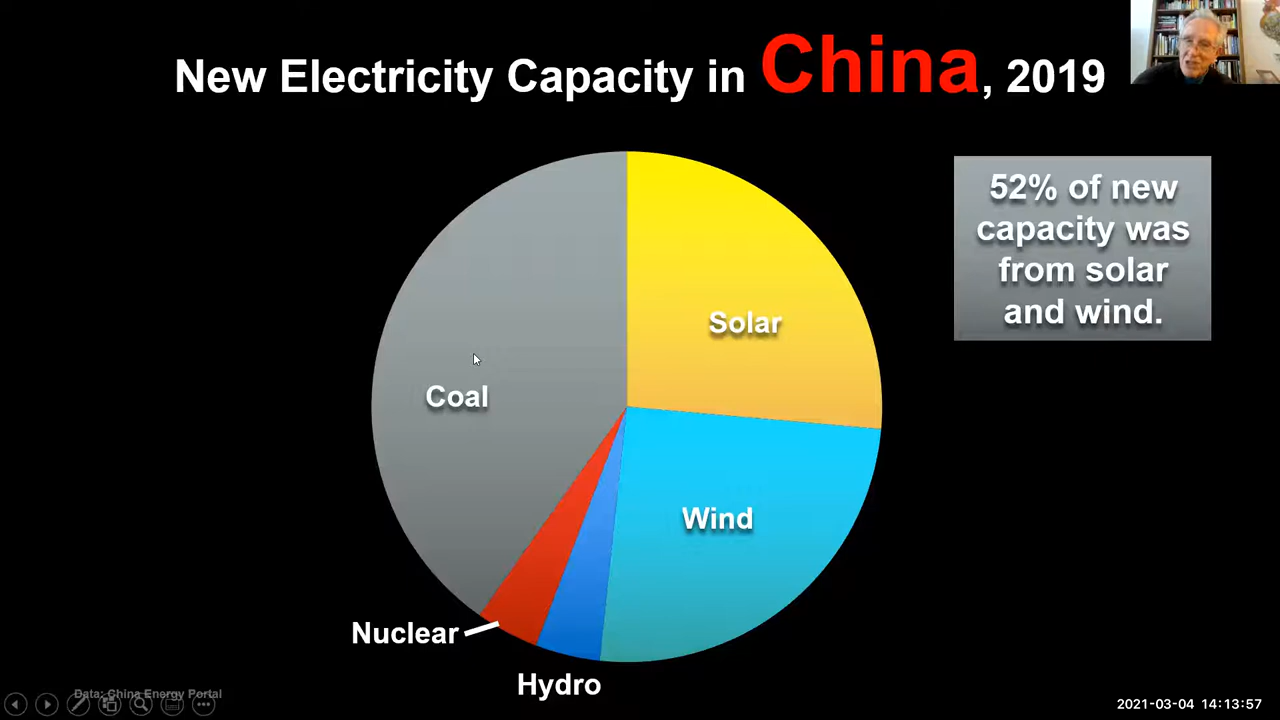 New Electricity Capacity in China, 2019
52% of new
capacity was
from solar
and wind.
Solar
Coal
Wind
Nuclear
Hydro
Data: China Energy Portal
2021-03-04 14:13:57